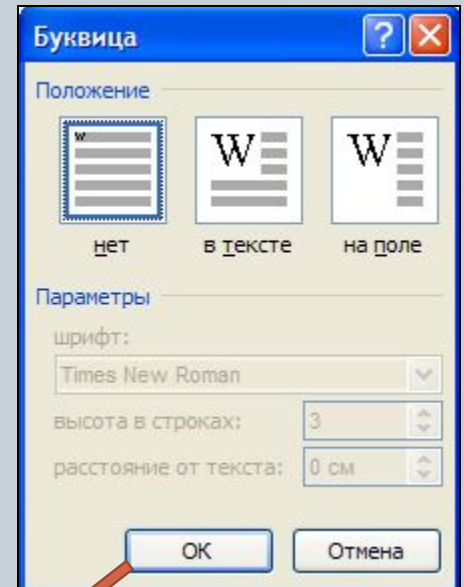 Буквица
Положение
W W W
нет в тексте на поле
Параметры
шрифт:
Times New Roman
высота в строках: 3
расстояние от текста: 0 см
ОК Отмена